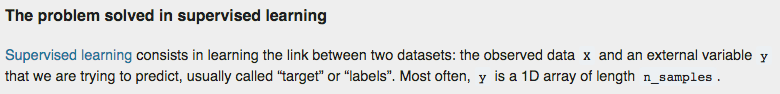 The problem solved in supervised learning
Supervised learning consists in learning the link between two datasets: the observed data X and an external variable y
that we are trying to predict, usually called “target” or “labels”. Most often, y is a 1D array of length n_samples .